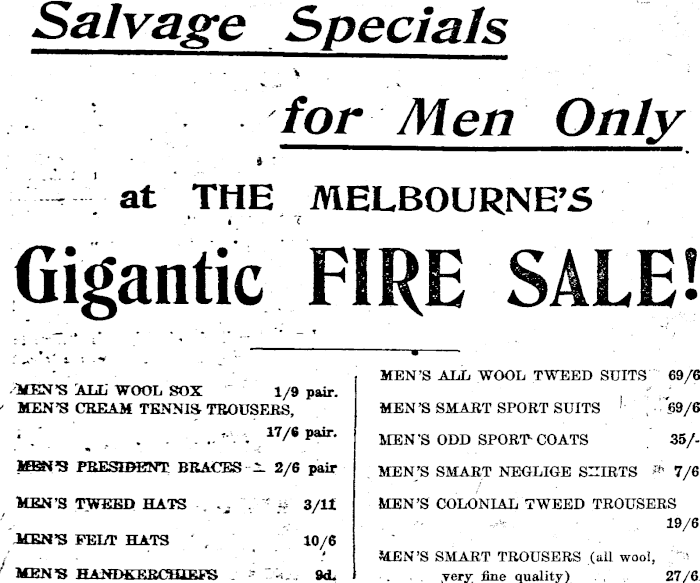 Salvage Specials
for Men Only
at THE MELBOURNE'S
Gigantic FIRE SALE!
MEN'S ALL WOOL SOX 1/9 pair.
MEN'S CREAM TENNIS TROUSERS,
17/6 pair.
MEN'S PRESIDENT BRACES 2/6 pair
MEN'S TWEED HATS 3/11
MEN'S FELT HATS 10/6
MEN'S HANDKERCHIEFS 9d.
MEN'S ALL WOOL TWEED SUITS 69/6
MEN'S SMART SPORT SUITS 69/6
MEN'S ODD SPORT COATS 35/-
MEN'S SMART NEGLIGE SHIRTS 7/6
MEN'S COLONIAL TWEED TROUSERS
19/6
MEN'S SMART TROUSERS (all wool,
very fine quality) 27/6